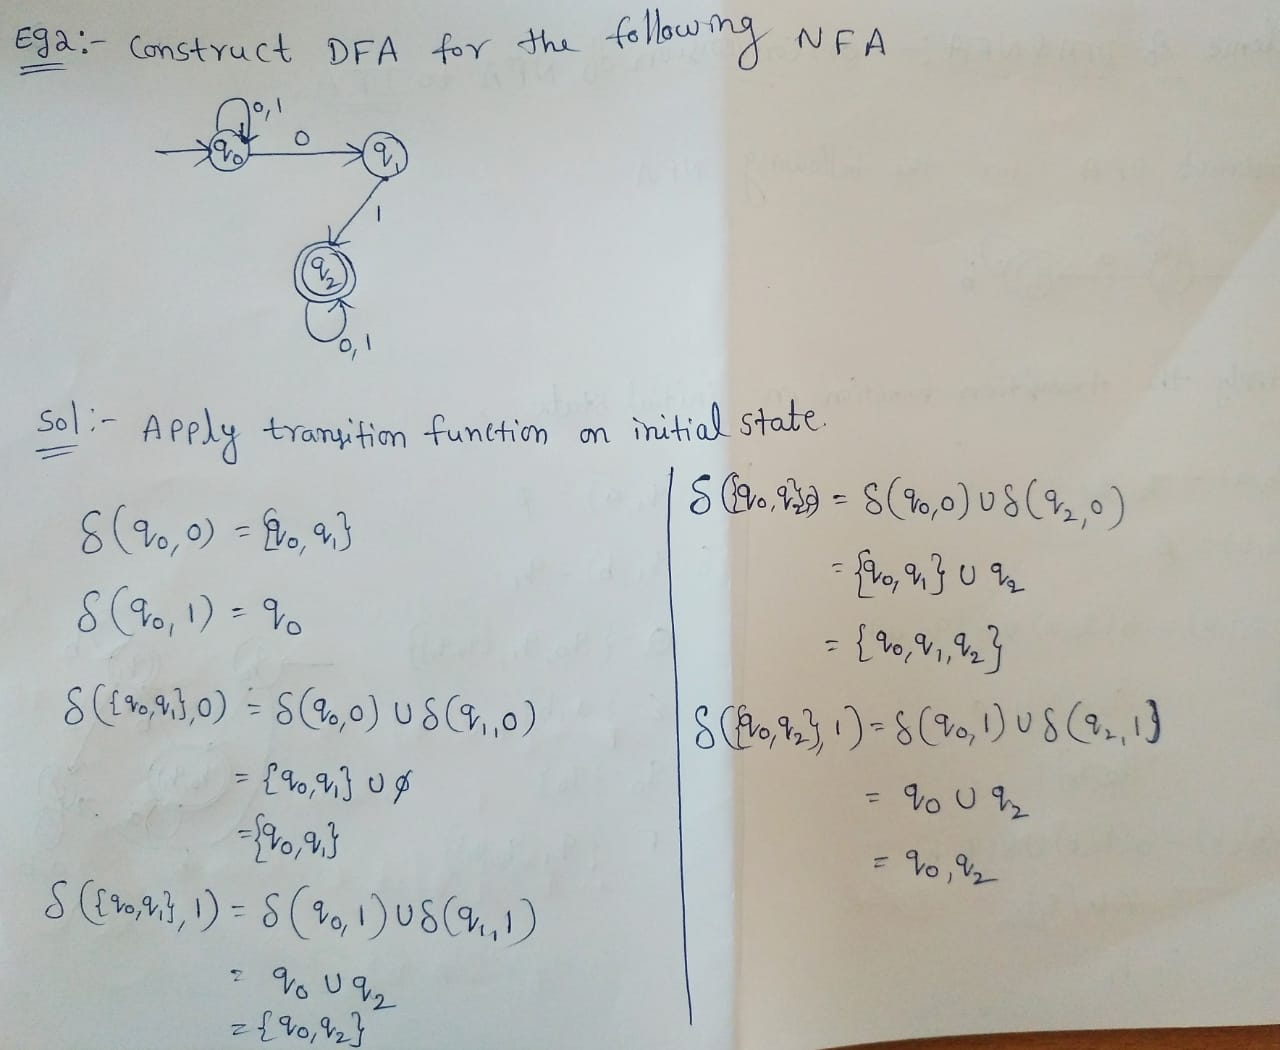 Eg2:- Construct DFA for the following NFA
0,1
q₀ 0 q₁
1
q₂
0,1
Sol:- Apply transition function on initial state.
δ(q₀,0) = {q₀,q₁}
δ(q₀,1) = q₀
δ({q₀,q₁},0) = δ(q₀,0) ∪ δ(q₁,0)
= {q₀,q₁} ∪ ϕ
= {q₀,q₁}
δ({q₀,q₁},1) = δ(q₀,1) ∪ δ(q₁,1)
= q₀ ∪ q₂
= {q₀,q₂}
δ({q₀,q₂},0) = δ(q₀,0) ∪ δ(q₂,0)
= {q₀,q₁} ∪ q₂
= {q₀,q₁,q₂}
δ({q₀,q₂},1) = δ(q₀,1) ∪ δ(q₂,1}
= q₀ ∪ q₂
= q₀,q₂